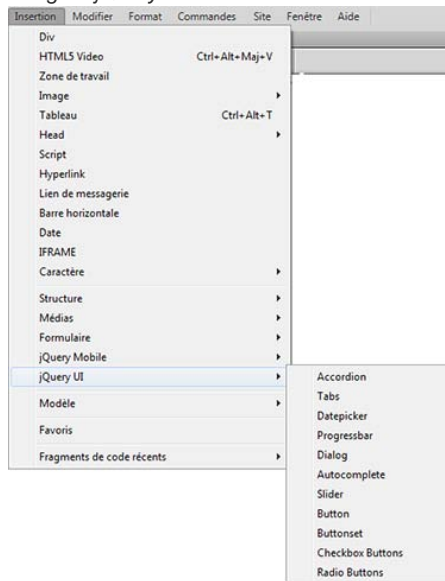 Insertion Modifier Format Commandes Site Fenêtre Aide
Div
HTML5 Video Ctrl+Alt+Maj+V
Zone de travail
Image
Tableau Ctrl+Alt+T
Head
Script
Hyperlink
Lien de messagerie
Barre horizontale
Date
IFRAME
Caractère
Structure
Médias
Formulaire
jQuery Mobile
jQuery UI
Modèle
Favoris
Fragments de code récents
Accordion
Tabs
Datepicker
Progressbar
Dialog
Autocomplete
Slider
Button
Buttonset
Checkbox Buttons
Radio Buttons